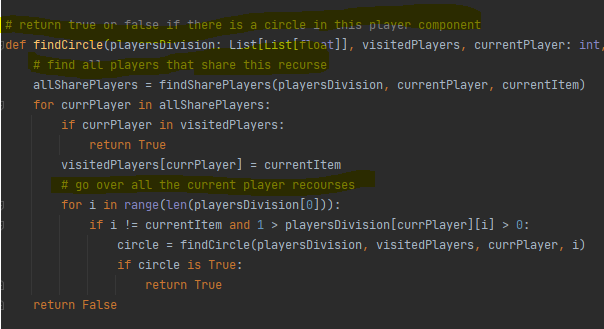 # return true or false if there is a circle in this player component
def findCircle(playersDivision: List[List[float]], visitedPlayers, currentPlayer: int,
# find all players that share this recurse
allSharePlayers = findSharePlayers(playersDivision, currentPlayer, currentItem)
for currPlayer in allSharePlayers:
if currPlayer in visitedPlayers:
return True
visitedPlayers[currPlayer] = currentItem
# go over all the current player recourses
for i in range(len(playersDivision[0])):
if i != currentItem and 1 > playersDivision[currPlayer][i] > 0:
circle = findCircle(playersDivision, visitedPlayers, currPlayer, i)
if circle is True:
return True
return False